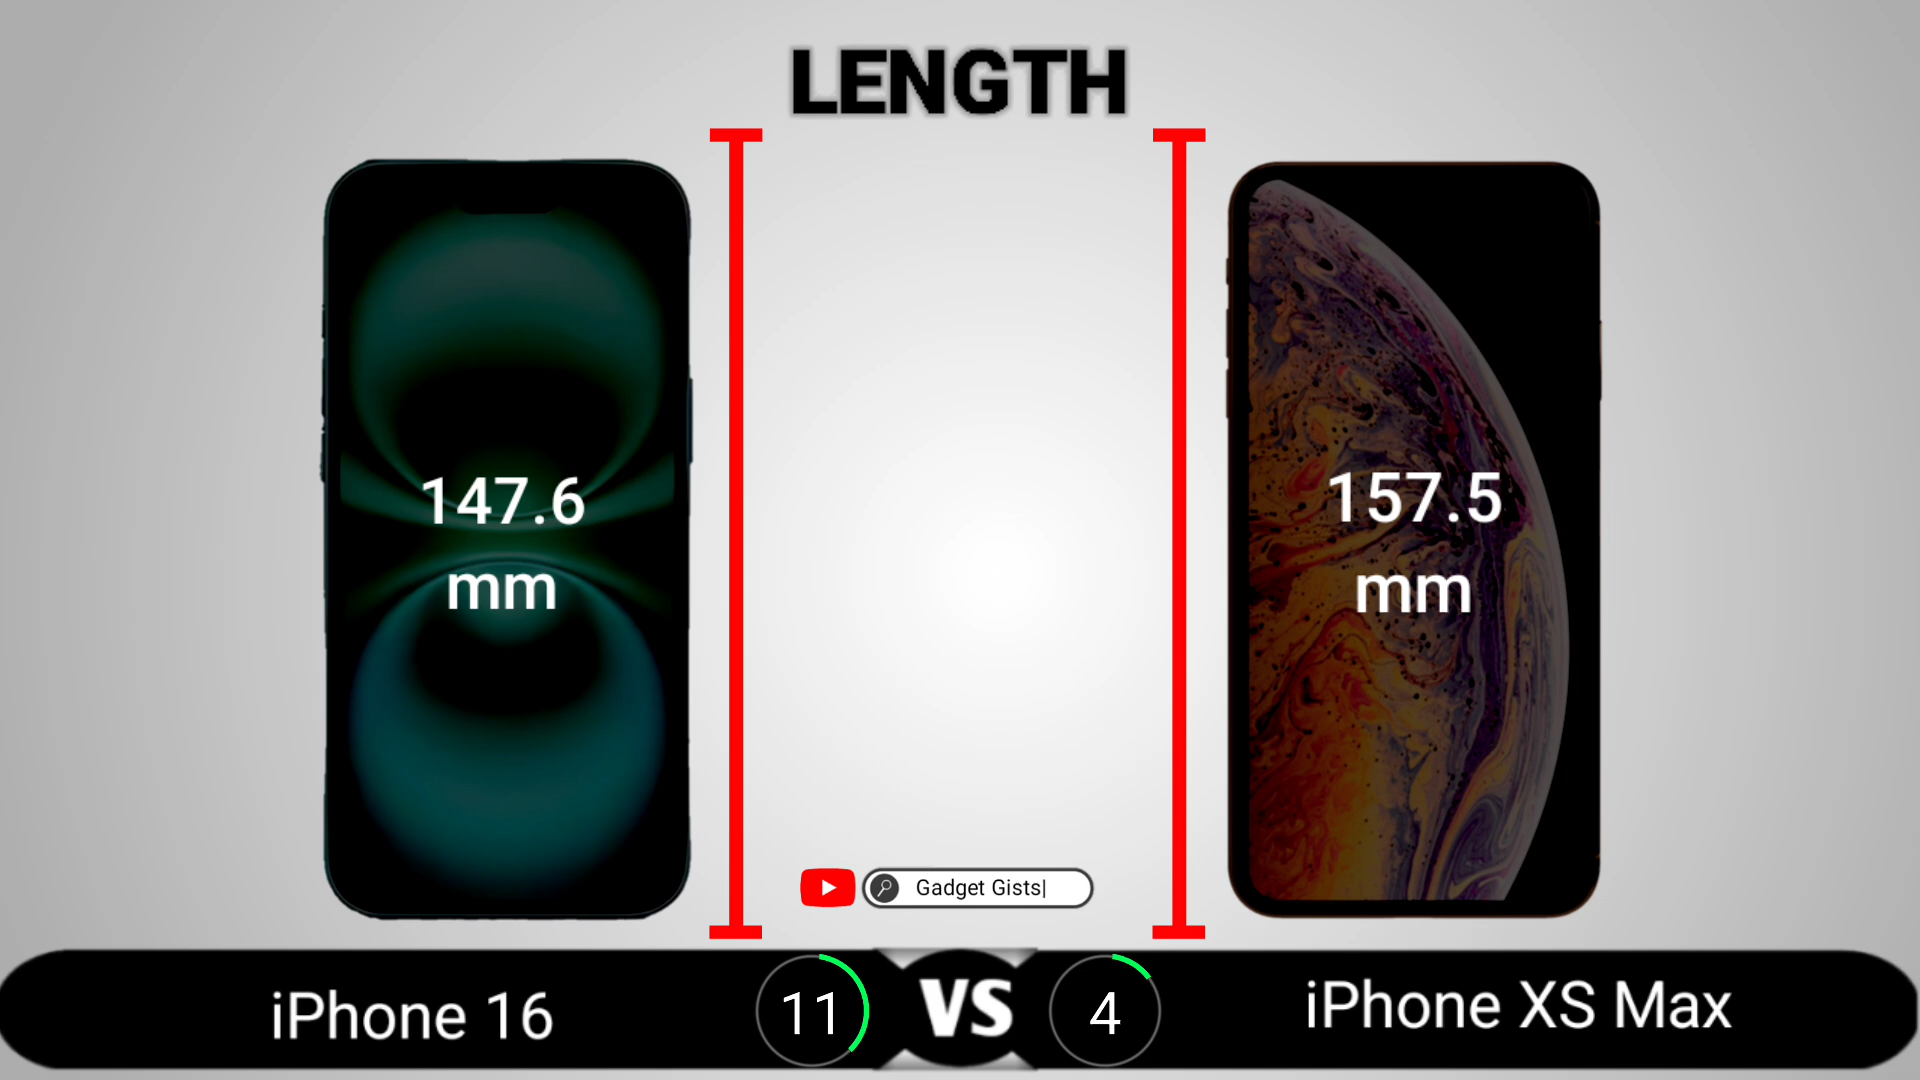 LENGTH
147.6
mm
157.5
mm
Gadget Gists|
iPhone 16
11
VS
4
iPhone XS Max